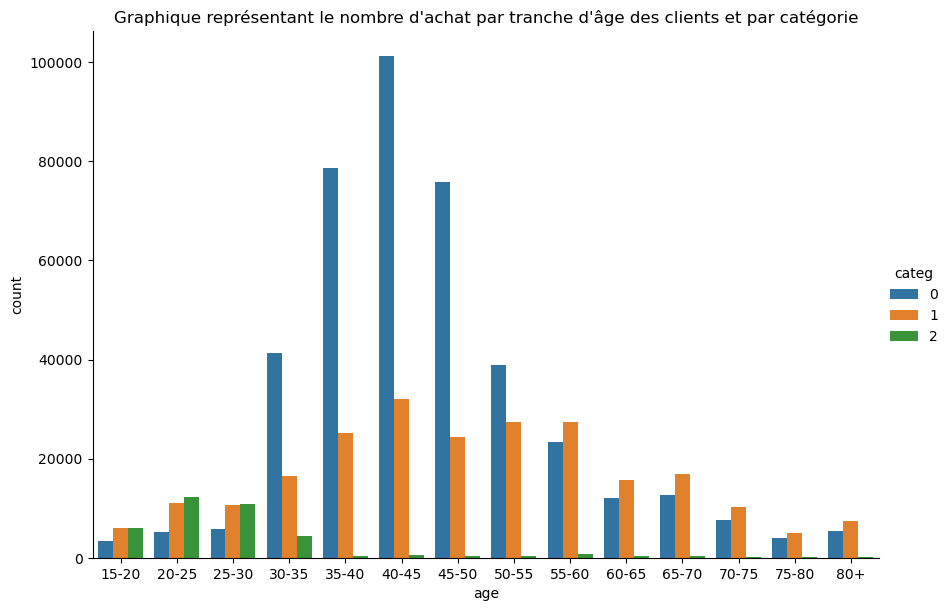 Graphique représentant le nombre d'achat par tranche d'âge des clients et par catégorie
100000
80000
60000
40000
20000
0
count
15-20 20-25 25-30 30-35 35-40 40-45 45-50 50-55 55-60 60-65 65-70 70-75 75-80 80+
age
categ
0
1
2